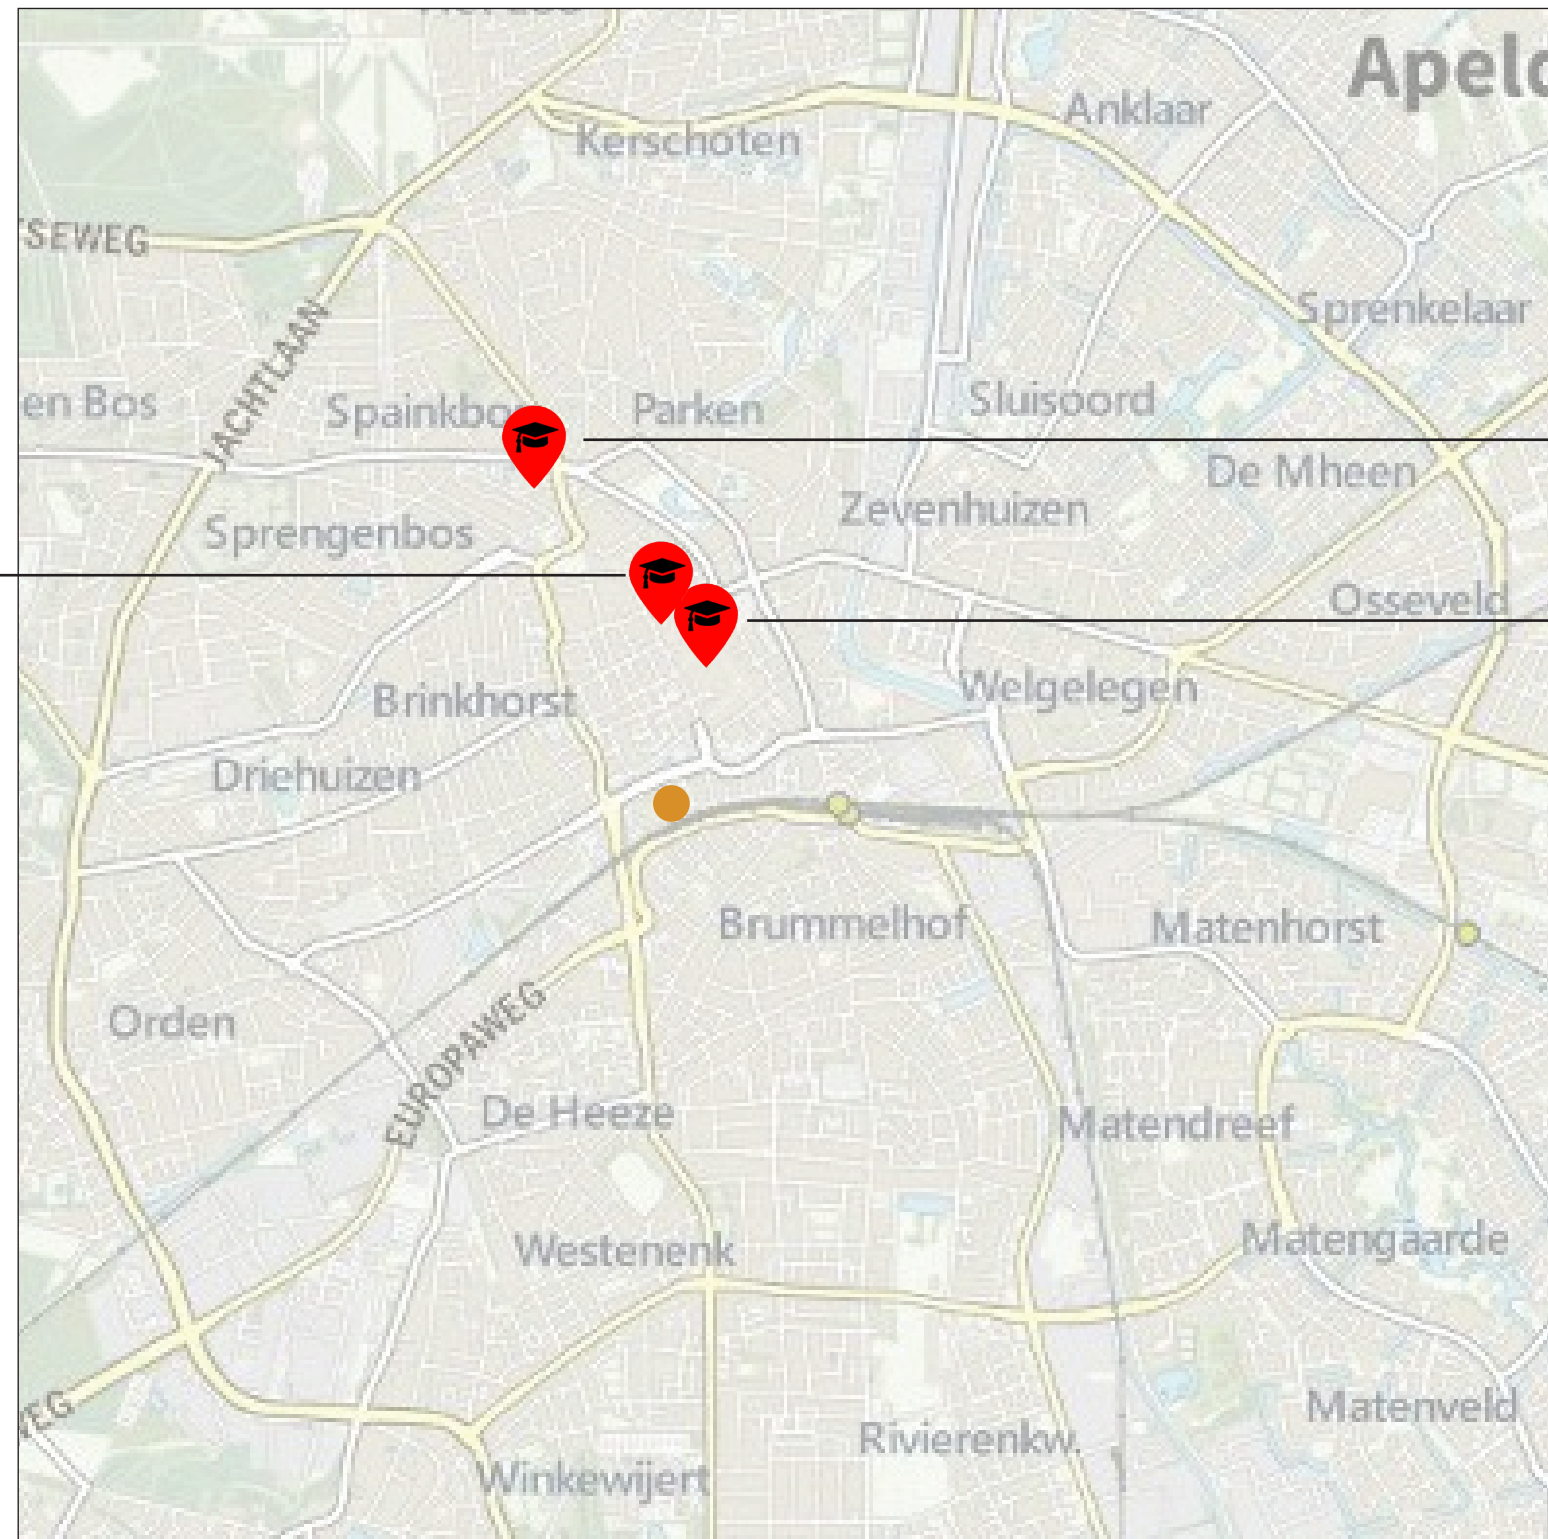 Apeld
Anklaar
Kerschoten
SEWEG
Sprenkelaar
JACHTLAAN
en Bos
Spainkbo
Parken
Sluisoord
De Mheen
Zevenhuizen
Sprengenbos
Osseveld
Brinkhorst
Welgelegen
Driehuizen
Brummelhof
Matenhorst
Orden
EUROPAWEG
De Heeze
Matendreef
Westenenk
Matengaarde
EG
Matenveld
Rivierenkw.
Winkewijert